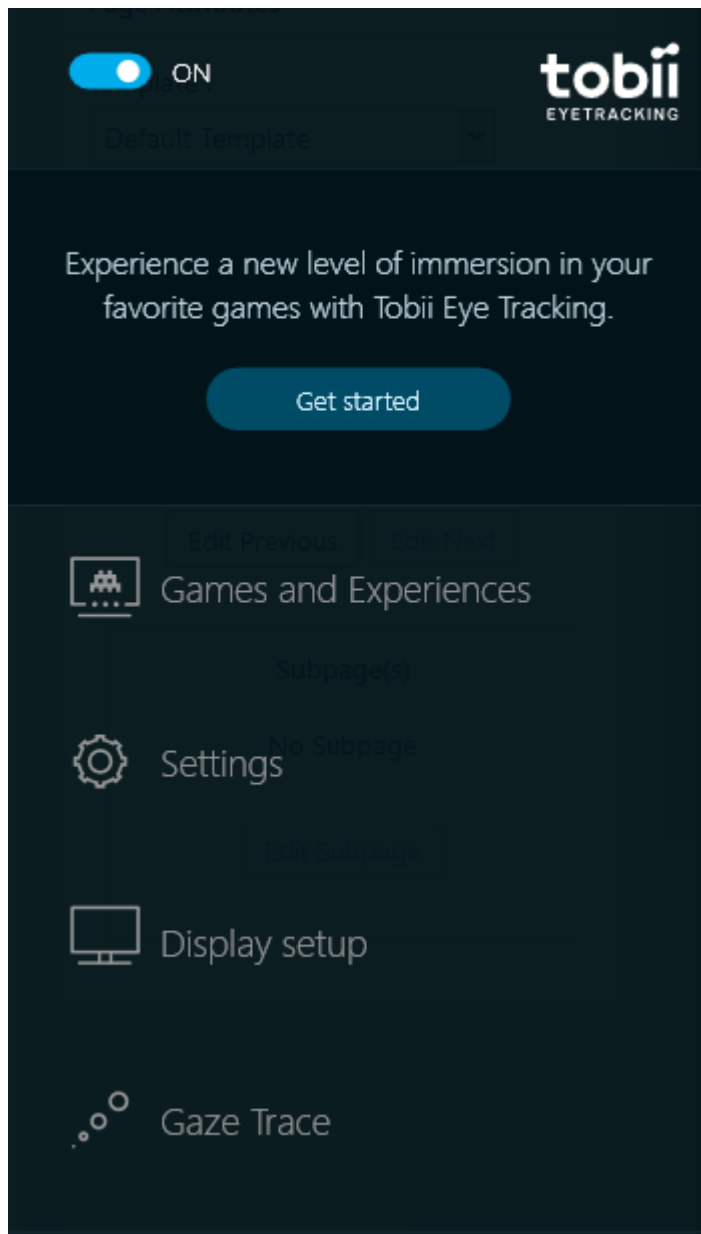 ON
tobii
EYETRACKING
Default Template
Experience a new level of immersion in your
favorite games with Tobii Eye Tracking.
Get started
Edit Previous Edit Next
Games and Experiences
Subpage(s)
No Subpage
Settings
Edit Subpage
Display setup
Gaze Trace